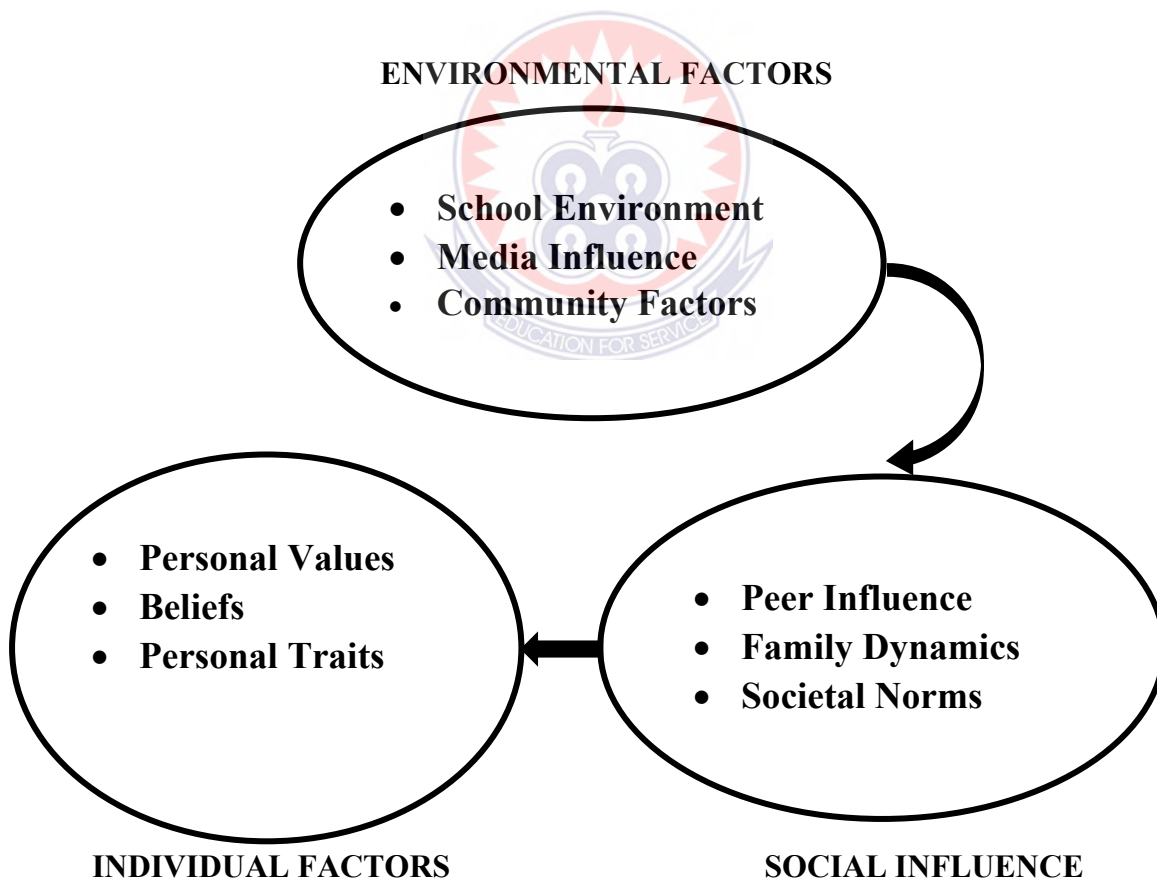 ENVIRONMENTAL FACTORS
• School Environment
• Media Influence
• Community Factors
EDUCATION FOR SERVICE
• Personal Values
• Beliefs
• Personal Traits
• Peer Influence
• Family Dynamics
• Societal Norms
INDIVIDUAL FACTORS
SOCIAL INFLUENCE